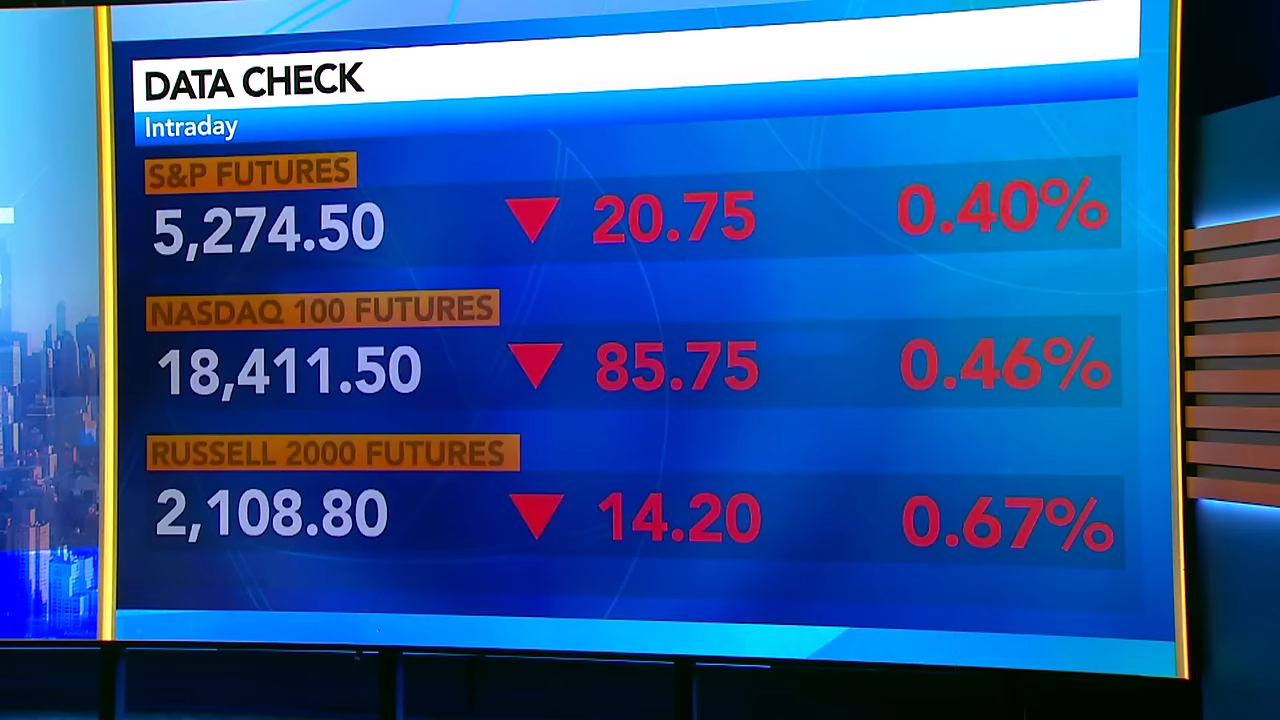 DATA CHECK
Intraday
S&P FUTURES
5,274.50 ▼ 20.75 0.40%
NASDAQ 100 FUTURES
18,411.50 ▼ 85.75 0.46%
RUSSELL 2000 FUTURES
2,108.80 ▼ 14.20 0.67%